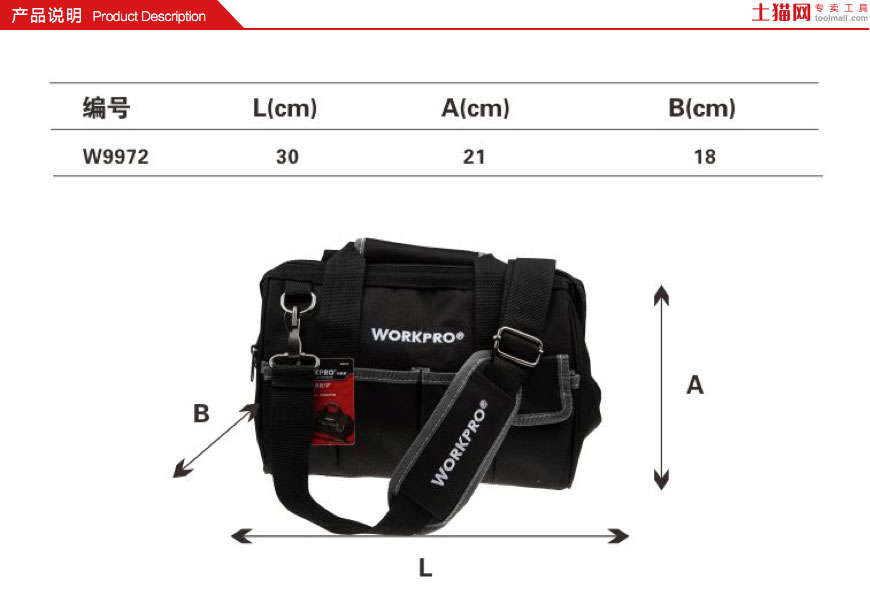 产品说明 Product Description
土猫网 专卖工具
toolmall.com
编号 L(cm) A(cm) B(cm)
W9972 30 21 18
WORKPRO®
KPRO®
WORKPRO®
A
B
L